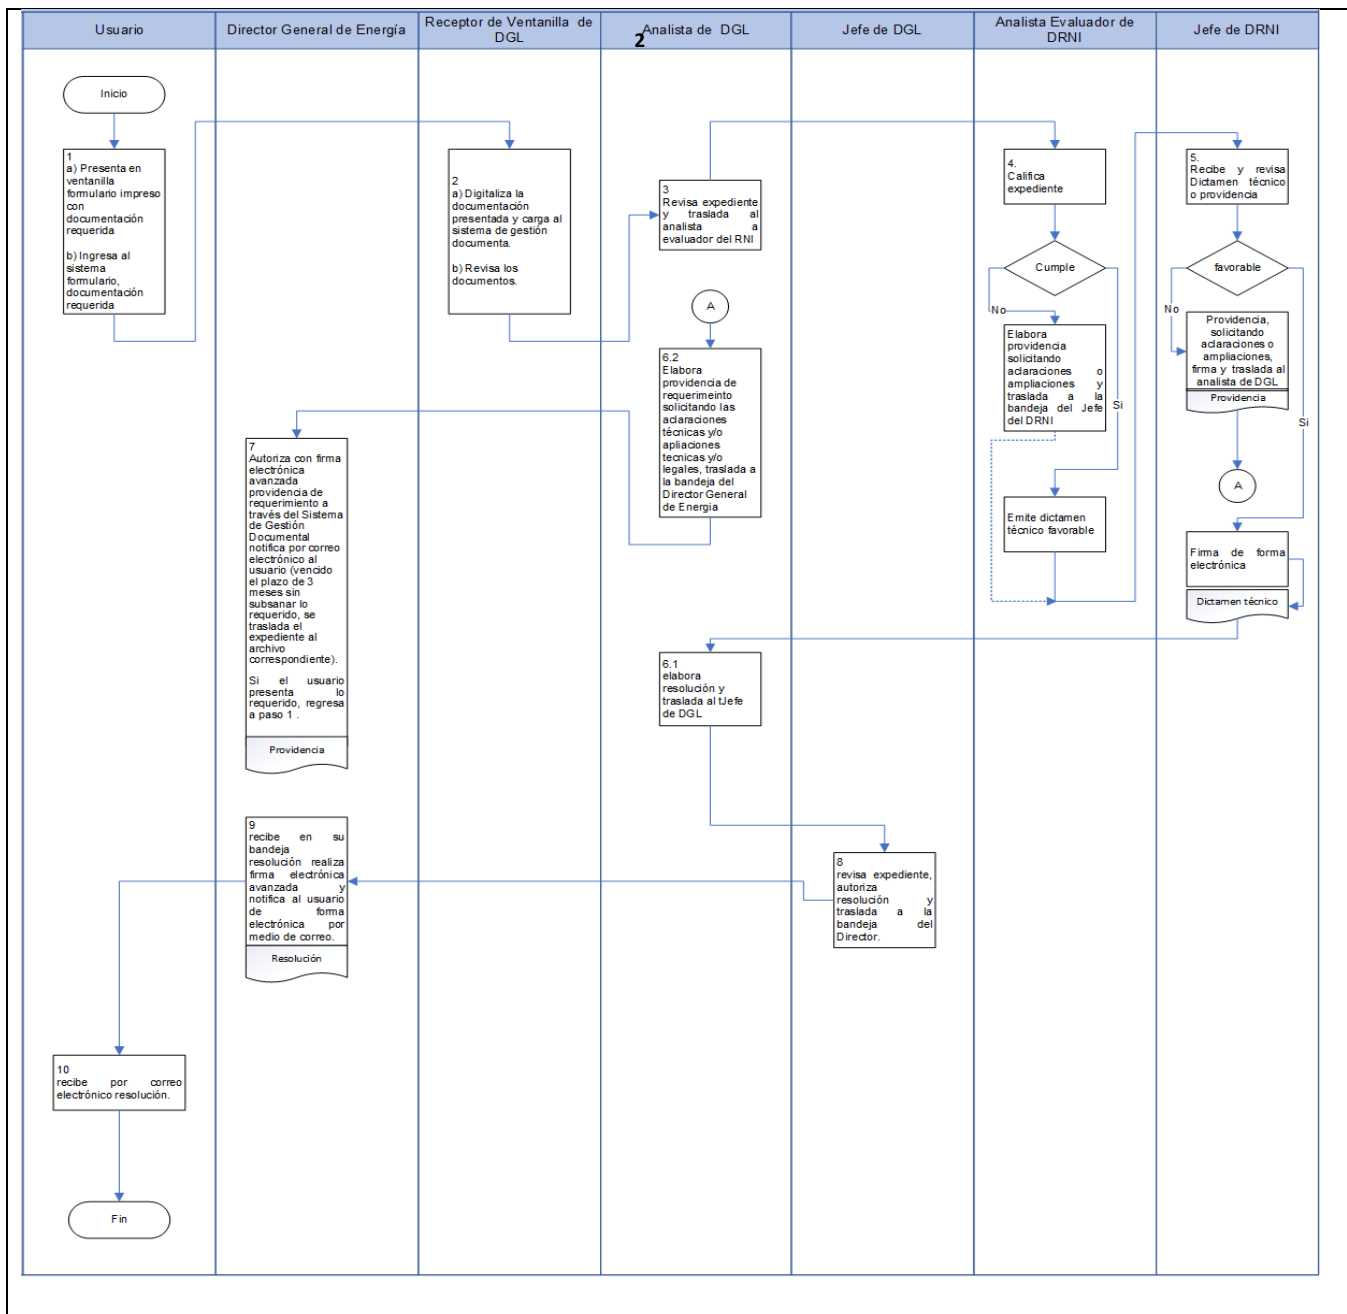 Usuario
Director General de Energía
Receptor de Ventanilla de
DGL
2
Analista de DGL
Jefe de DGL
Analista Evaluador de
DRNI
Jefe de DRNI
Inicio
1
a) Presenta en
ventanilla
formulario impreso
con
documentación
requerida
b) Ingresa al
sistema
formulario,
documentación
requerida
2
a) Digitaliza la
documentación
presentada y carga al
sistema de gestión
documenta.
b) Revisa los
documentos.
3
Revisa expediente
y traslada al
analista a
evaluador del RNI
4.
Califica
expediente
5.
Recibe y revisa
Dictamen técnico
o providencia
Cumple
favorable
No
Si
No
Si
A
6.2
Elabora
providencia de
requerimeinto
solicitando las
aclaraciones
técnicas y/o
apliaciones
tecnicas y/o
legales, traslada a
la bandeja del
Director General
de Energia
Elabora
providencia
solicitando
aclaraciones o
ampliaciones y
traslada a la
bandeja del Jefe
del DRNI
Providencia,
solicitando
aclaraciones o
ampliaciones,
firma y traslada al
analista de DGL
Providencia
A
7
Autoriza con firma
electrónica
avanzada
providencia de
requerimiento a
través del Sistema
de Gestión
Documental
notifica por correo
electrónico al
usuario (vencido
el plazo de 3
meses sin
subsanar lo
requerido, se
traslada el
expediente al
archivo
correspondiente).
Si el usuario
presenta lo
requerido, regresa
a paso 1 .
Providencia
Emite dictamen
técnico favorable
Firma de forma
electrónica
Dictamen técnico
6.1
elabora
resolución y
traslada al tJefe
de DGL
8
revisa expediente,
autoriza
resolución y
traslada a la
bandeja del
Director.
9
recibe en su
bandeja
resolución realiza
firma electrónica
avanzada y
notifica al usuario
de forma
electrónica por
medio de correo.
Resolución
10
recibe por correo
electrónico resolución.
Fin